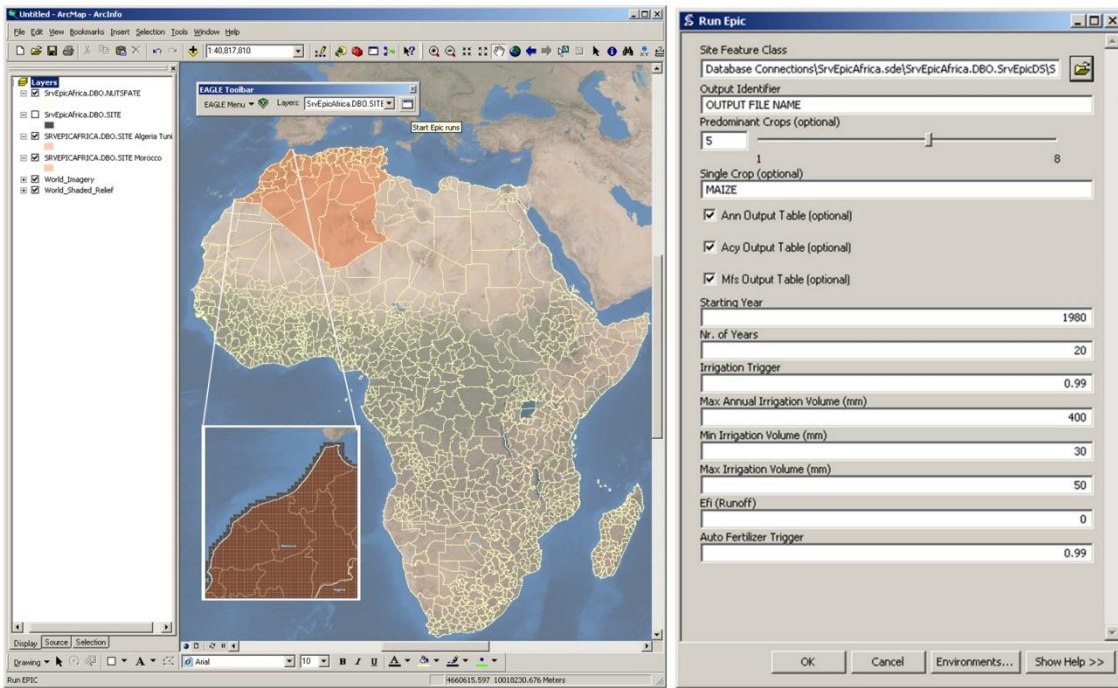 Untitled - ArcMap - ArcInfo
File Edit View Bookmarks Insert Selection Tools Window Help
1:40,817,810
Layers
SrvEpicAfrica.DBO.NUTSFATE
SrvEpicAfrica.DBO.SITE
SRVEPICAFRICA.DBO.SITE Algeria Tuni
SRVEPICAFRICA.DBO.SITE Morocco
World_Imagery
World_Shaded_Relief
EAGLE Toolbar
EAGLE Menu Layers: SrvEpicAfrica.DBO.SITE
Start Epic runs
Morocco
Display Source Selection
Drawing Arial 10 B I U A
Run EPIC 4660615.597 10018230.676 Meters
Run Epic
Site Feature Class
Database Connections\SrvEpicAfrica.sde\SrvEpicAfrica.DBO.SrvEpicDS\S
Output Identifier
OUTPUT FILE NAME
Predominant Crops (optional)
5
1 8
Single Crop (optional)
MAIZE
Ann Output Table (optional)
Acy Output Table (optional)
Mfs Output Table (optional)
Starting Year
1980
Nr. of Years
20
Irrigation Trigger
0.99
Max Annual Irrigation Volume (mm)
400
Min Irrigation Volume (mm)
30
Max Irrigation Volume (mm)
50
Efi (Runoff)
0
Auto Fertilizer Trigger
0.99
OK Cancel Environments... Show Help >>